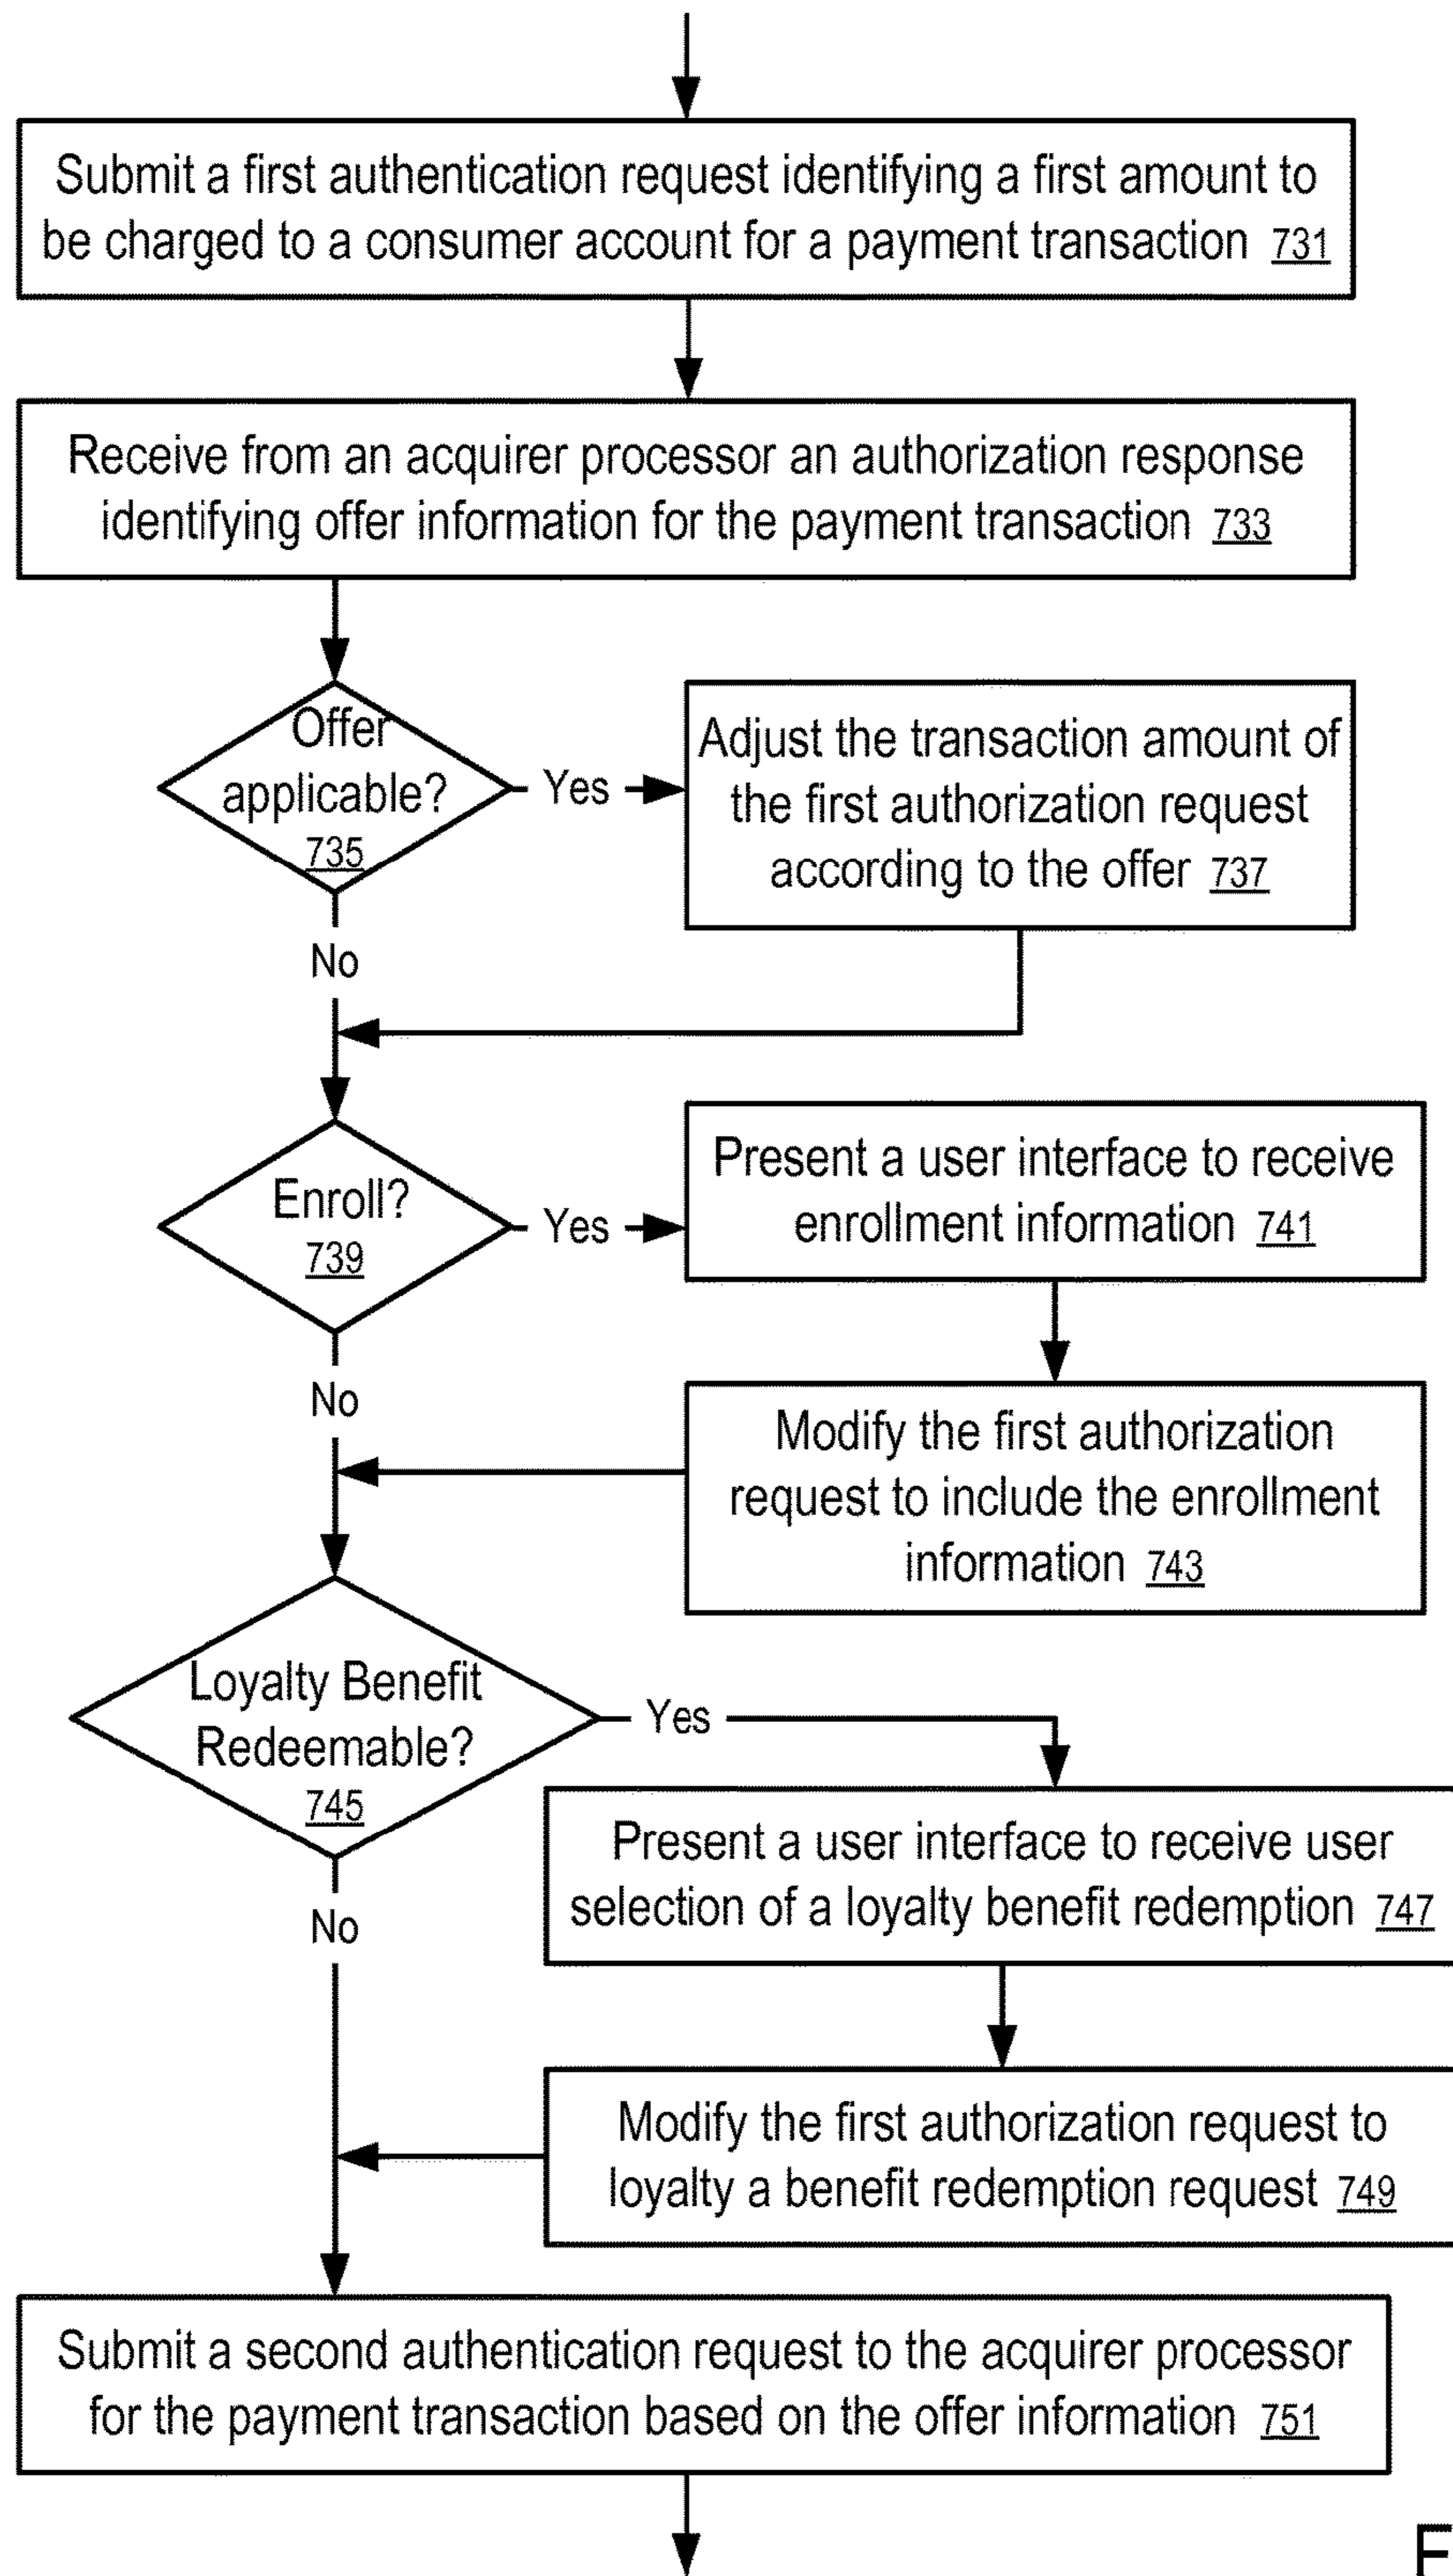 Submit a first authentication request identifying a first amount to
be charged to a consumer account for a payment transaction 731
Receive from an acquirer processor an authorization response
identifying offer information for the payment transaction 733
Offer
applicable?
735
Yes
Adjust the transaction amount of
the first authorization request
according to the offer 737
No
Enroll?
739
Yes
Present a user interface to receive
enrollment information 741
No
Modify the first authorization
request to include the enrollment
information 743
Loyalty Benefit
Redeemable?
745
Yes
Present a user interface to receive user
selection of a loyalty benefit redemption 747
No
Modify the first authorization request to
loyalty a benefit redemption request 749
Submit a second authentication request to the acquirer processor
for the payment transaction based on the offer information 751